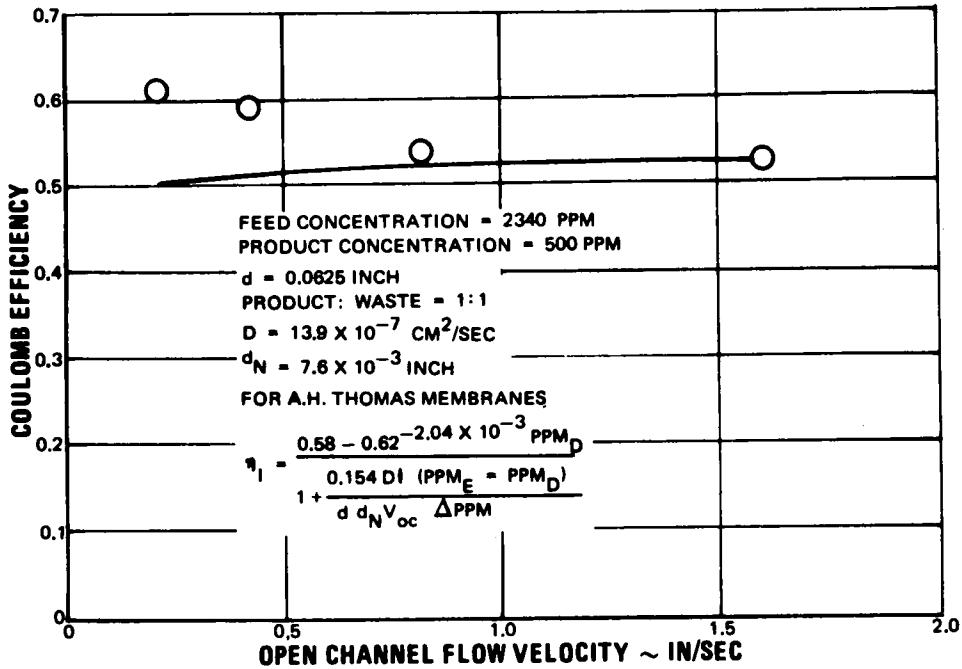 0.7
0.6
0.5
0.4
0.3
0.2
0.1
0
COULOMB EFFICIENCY
FEED CONCENTRATION = 2340 PPM
PRODUCT CONCENTRATION = 500 PPM
d = 0.0625 INCH
PRODUCT: WASTE = 1:1
D = 13.9 X 10⁻⁷ CM²/SEC
d_N = 7.6 X 10⁻³ INCH
FOR A.H. THOMAS MEMBRANES
η_I = (0.58 – 0.62^(–2.04 X 10⁻³ PPM_D)) / (1 + (0.154 Dl (PPM_E – PPM_D)) / (d d_N V_oc ΔPPM))
0 0.5 1.0 1.5 2.0
OPEN CHANNEL FLOW VELOCITY ~ IN/SEC